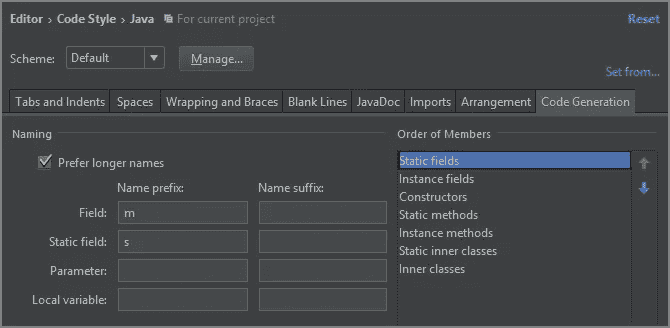 Editor › Code Style › Java For current project Reset
Scheme: Default Manage...
Set from...
Tabs and Indents Spaces Wrapping and Braces Blank Lines JavaDoc Imports Arrangement Code Generation
Naming
Prefer longer names
Name prefix: Name suffix:
Field: m
Static field: s
Parameter:
Local variable:
Order of Members
Static fields
Instance fields
Constructors
Static methods
Instance methods
Static inner classes
Inner classes